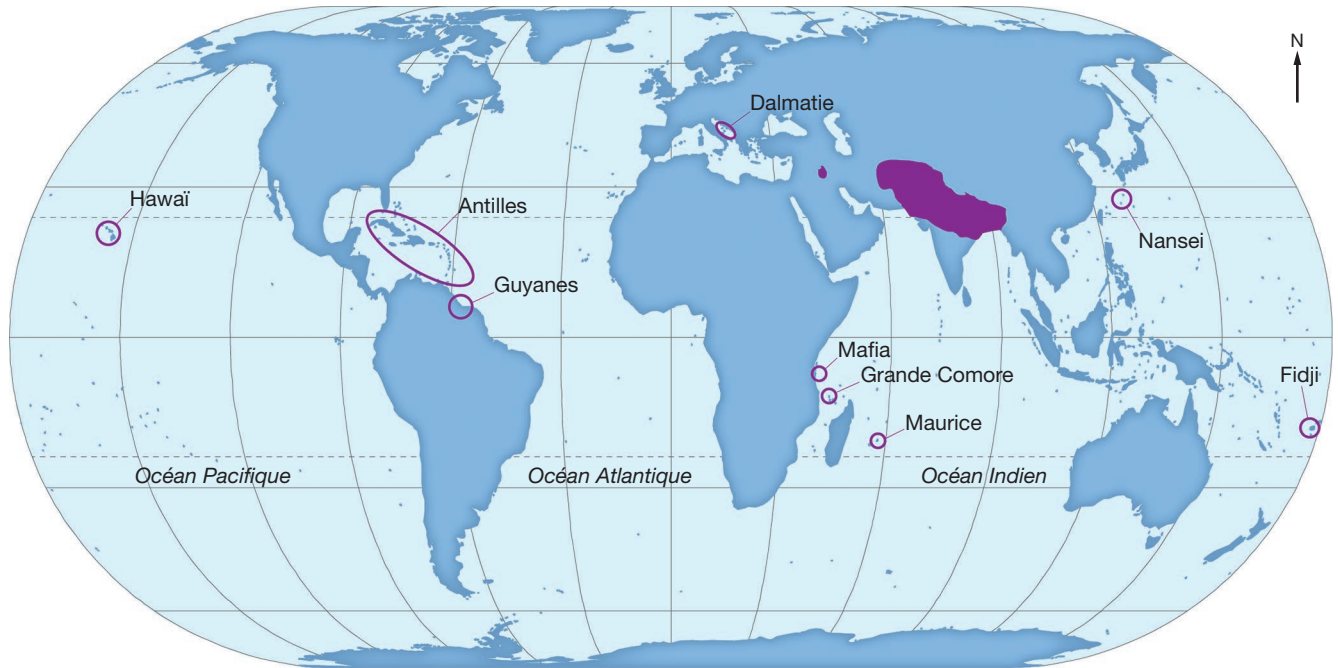 N
Dalmatie
Hawaï
Antilles
Nansei
Guyanes
Mafia
Grande Comore
Fidji
Maurice
Océan Pacifique
Océan Atlantique
Océan Indien